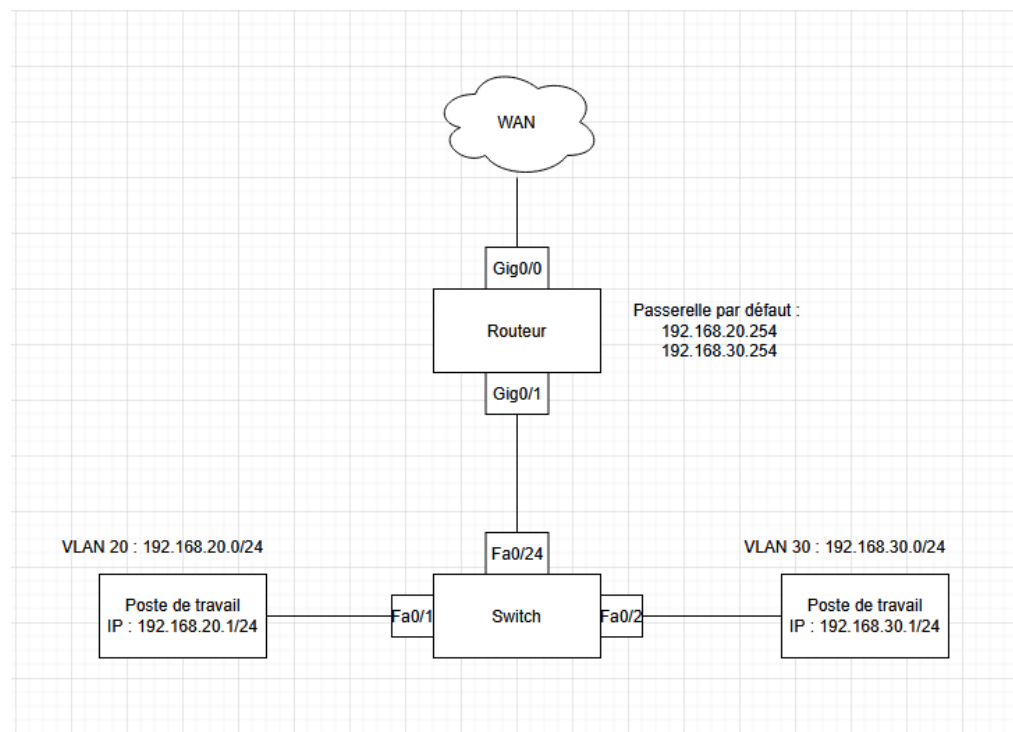 WAN
Gig0/0
Routeur
Passerelle par défaut :
192.168.20.254
192.168.30.254
Gig0/1
Fa0/24
VLAN 20 : 192.168.20.0/24
VLAN 30 : 192.168.30.0/24
Poste de travail
IP : 192.168.20.1/24
Fa0/1
Switch
Fa0/2
Poste de travail
IP : 192.168.30.1/24